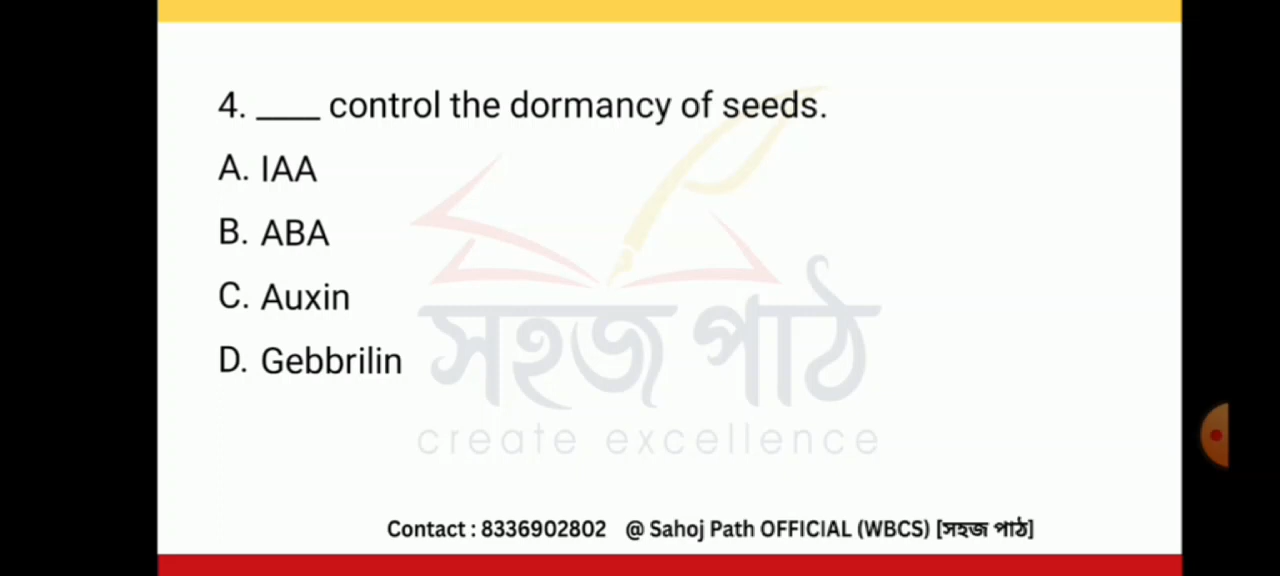 4. ____ control the dormancy of seeds.
A. IAA
B. ABA
C. Auxin
D. Gebbrilin
সহজ পাঠ
create excellence
Contact : 8336902802 @ Sahoj Path OFFICIAL (WBCS) [সহজ পাঠ]